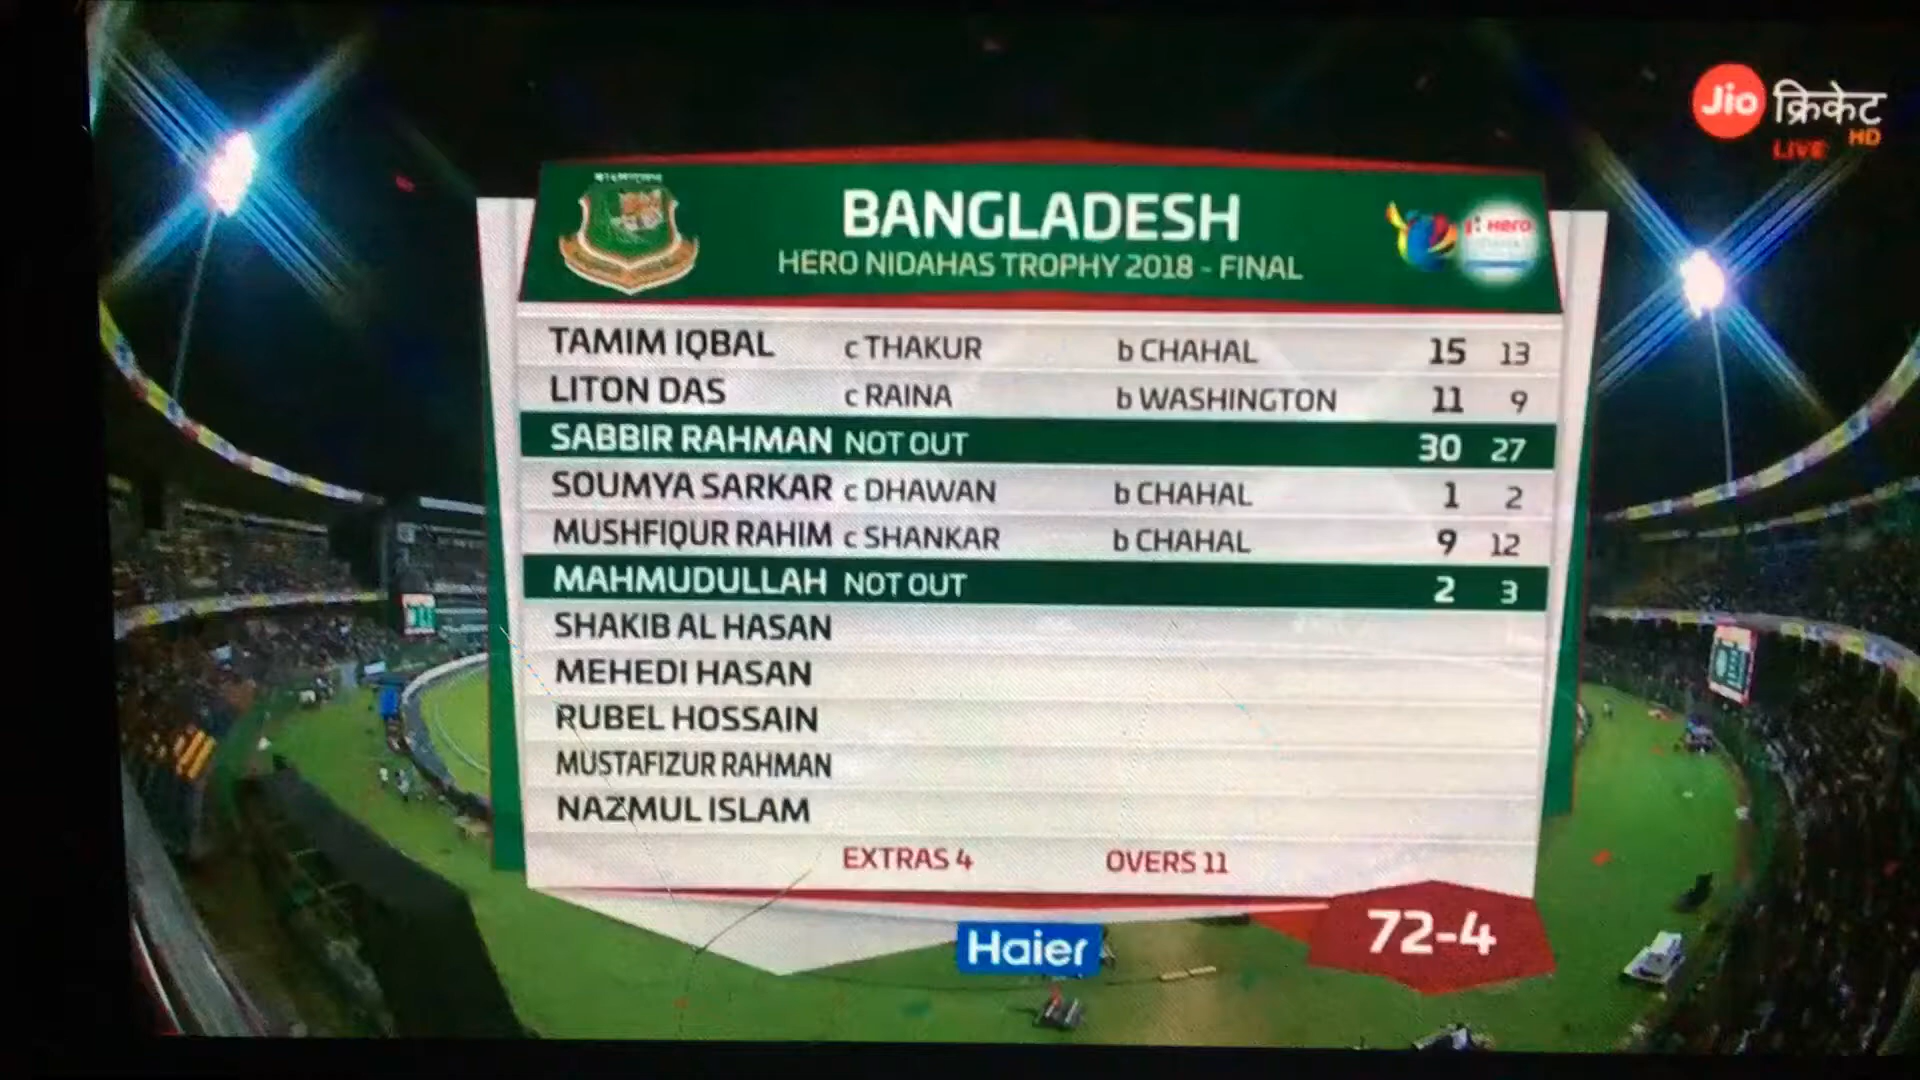 Jio क्रिकेट
LIVE HD
BANGLADESH
HERO NIDAHAS TROPHY 2018 - FINAL
Hero
TAMIM IQBAL c THAKUR b CHAHAL 15 13
LITON DAS c RAINA b WASHINGTON 11 9
SABBIR RAHMAN NOT OUT 30 27
SOUMYA SARKAR c DHAWAN b CHAHAL 1 2
MUSHFIQUR RAHIM c SHANKAR b CHAHAL 9 12
MAHMUDULLAH NOT OUT 2 3
SHAKIB AL HASAN
MEHEDI HASAN
RUBEL HOSSAIN
MUSTAFIZUR RAHMAN
NAZMUL ISLAM
EXTRAS 4 OVERS 11
72-4
Haier